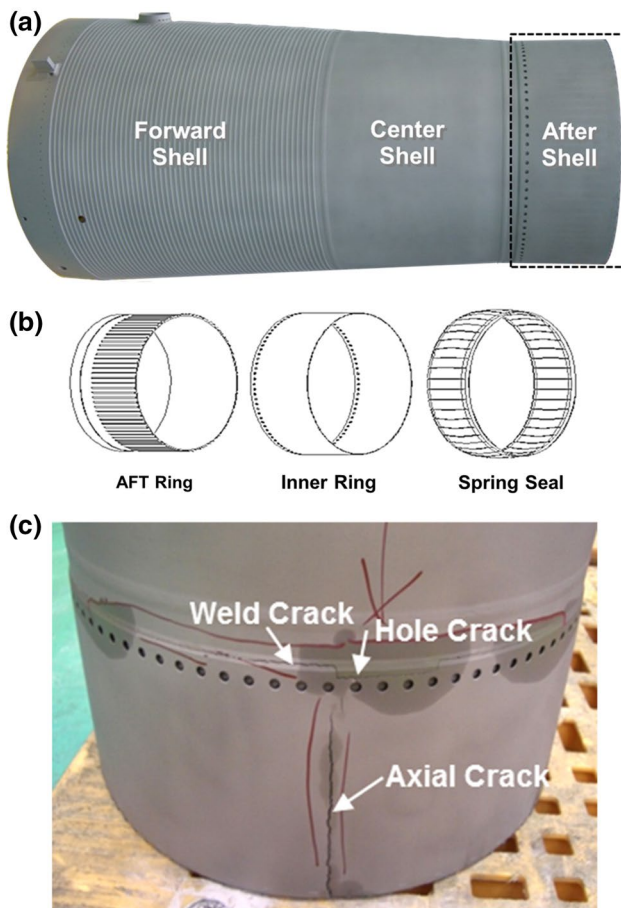 (a)
Forward
Shell
Center
Shell
After
Shell
(b)
AFT Ring
Inner Ring
Spring Seal
(c)
Weld Crack
Hole Crack
Axial Crack